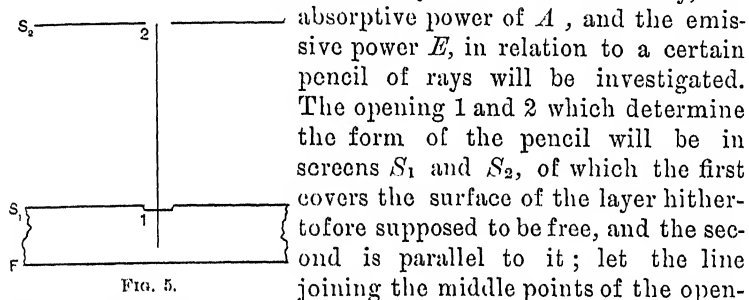 absorptive power of A , and the emis-
sive power E, in relation to a certain
pencil of rays will be investigated.
The opening 1 and 2 which determine
the form of the pencil will be in
screens S₁ and S₂, of which the first
covers the surface of the layer hither-
tofore supposed to be free, and the sec-
ond is parallel to it ; let the line
joining the middle points of the open-
S₂
2
S₁
1
F
FIG. 5.